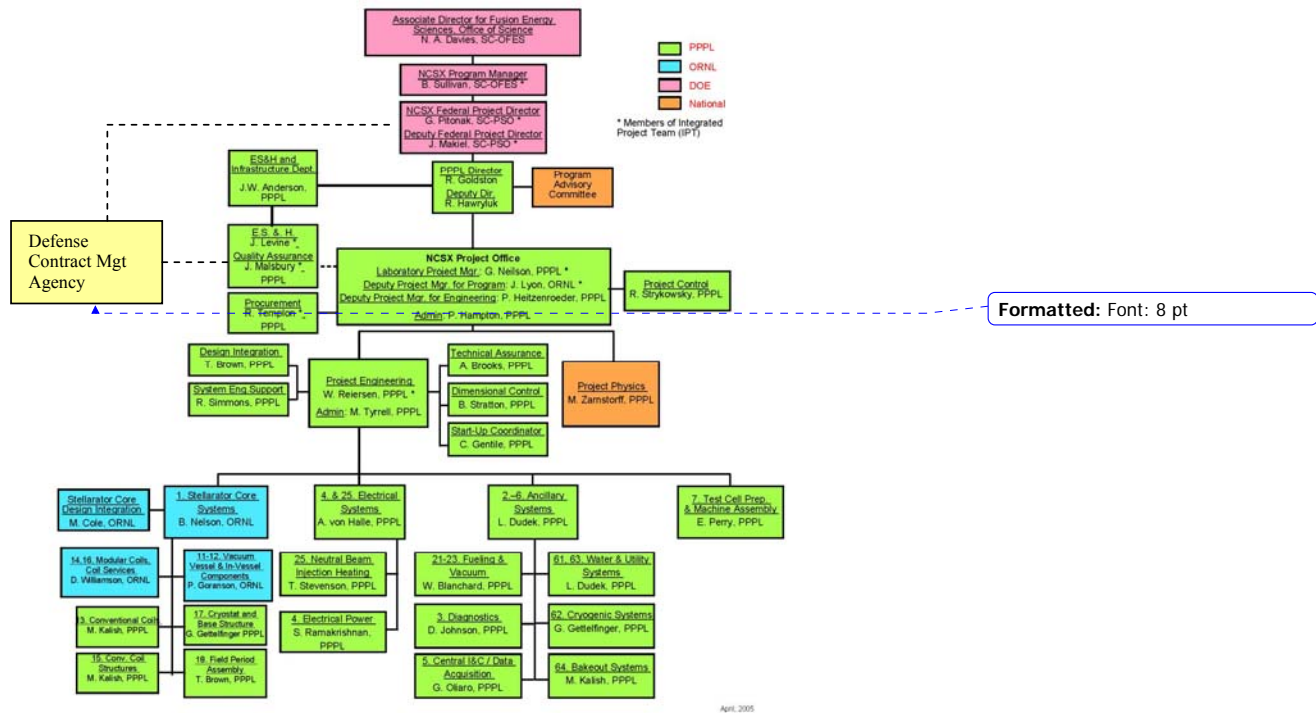 Associate Director for Fusion Energy
Sciences, Office of Science
N. A. Davies, SC-OFES
NCSX Program Manager
B. Sullivan, SC-OFES *
NCSX Federal Project Director
G. Pitonak, SC-PSO *
Deputy Federal Project Director
J. Makiel, SC-PSO *
PPPL
ORNL
DOE
National
* Members of Integrated
Project Team (IPT)
ES&H and
Infrastructure Dept.
J.W. Anderson,
PPPL
PPPL Director
R. Goldston
Deputy Dir.
R. Hawryluk
Program
Advisory
Committee
Defense
Contract Mgt
Agency
E.S. &. H.
J. Levine *
Quality Assurance
J. Malsbury *
PPPL
Procurement
R. Templon *
PPPL
NCSX Project Office
Laboratory Project Mgr.: G. Neilson, PPPL *
Deputy Project Mgr. for Program: J. Lyon, ORNL *
Deputy Project Mgr. for Engineering: P. Heitzenroeder, PPPL
Admin: P. Hampton, PPPL
Project Control
R. Strykowsky, PPPL
Formatted: Font: 8 pt
Design Integration
T. Brown, PPPL
System Eng.Support
R. Simmons, PPPL
Project Engineering
W. Reiersen, PPPL *
Admin: M. Tyrrell, PPPL
Technical Assurance
A. Brooks, PPPL
Dimensional Control
B. Stratton, PPPL
Start-Up Coordinator
C. Gentile, PPPL
Project Physics
M. Zarnstorff, PPPL
Stellarator Core
Design Integration
M. Cole, ORNL
1. Stellarator Core
Systems
B. Nelson, ORNL
4. & 25. Electrical
Systems
A. von Halle, PPPL
2.–6. Ancillary
Systems
L. Dudek, PPPL
7. Test Cell Prep.
& Machine Assembly
E. Perry, PPPL
14,16. Modular Coils,
Coil Services
D. Williamson, ORNL
11-12. Vacuum
Vessel & In-Vessel
Components
P. Goranson, ORNL
13. Conventional Coils
M. Kalish, PPPL
17. Cryostat and
Base Structure
G. Gettelfinger PPPL
15. Conv. Coil
Structures
M. Kalish, PPPL
18. Field Period
Assembly
T. Brown, PPPL
25. Neutral Beam
Injection Heating
T. Stevenson, PPPL
4. Electrical Power
S. Ramakrishnan,
PPPL
21-23. Fueling &
Vacuum
W. Blanchard, PPPL
61, 63. Water & Utility
Systems
L. Dudek, PPPL
3. Diagnostics
D. Johnson, PPPL
62. Cryogenic Systems
G. Gettelfinger, PPPL
5. Central I&C / Data
Acquisition
G. Oliaro, PPPL
64. Bakeout Systems
M. Kalish, PPPL
April, 2005